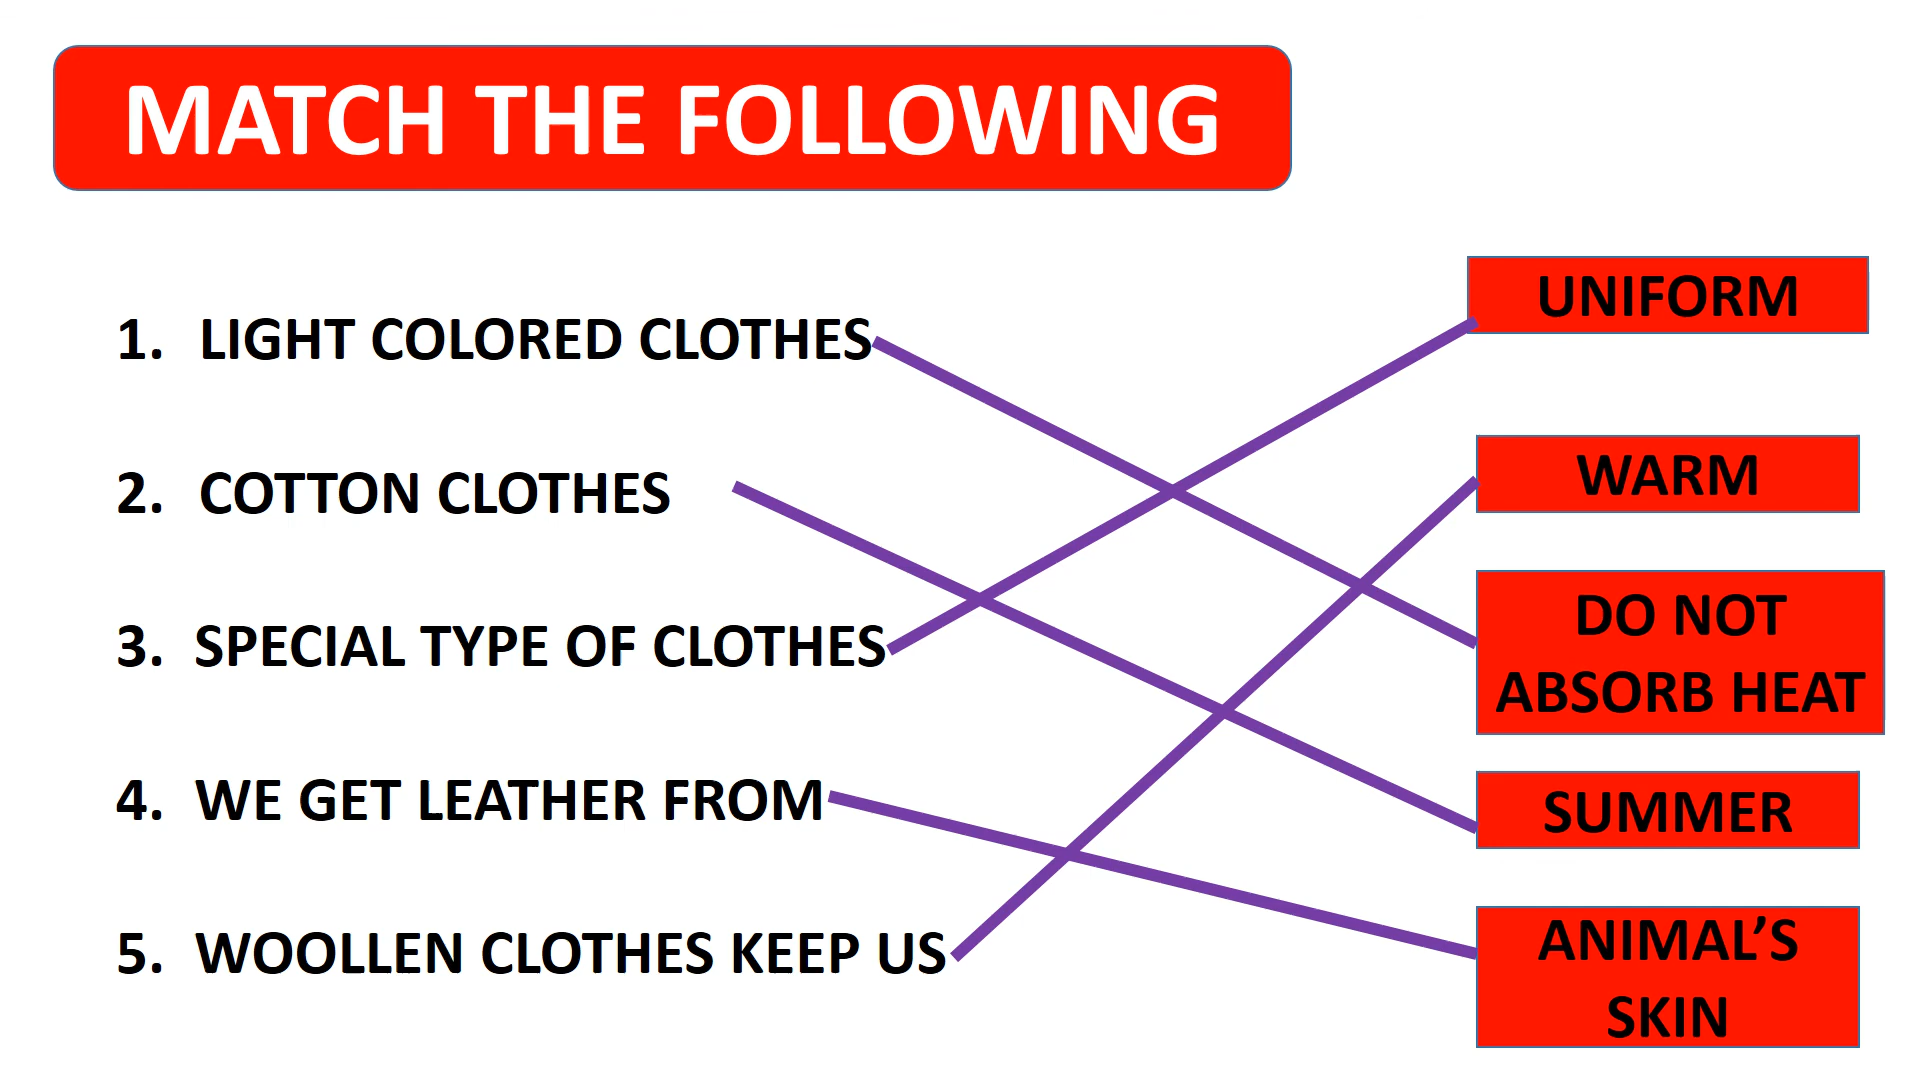 MATCH THE FOLLOWING
1. LIGHT COLORED CLOTHES
2. COTTON CLOTHES
3. SPECIAL TYPE OF CLOTHES
4. WE GET LEATHER FROM
5. WOOLLEN CLOTHES KEEP US
UNIFORM
WARM
DO NOT
ABSORB HEAT
SUMMER
ANIMAL’S
SKIN